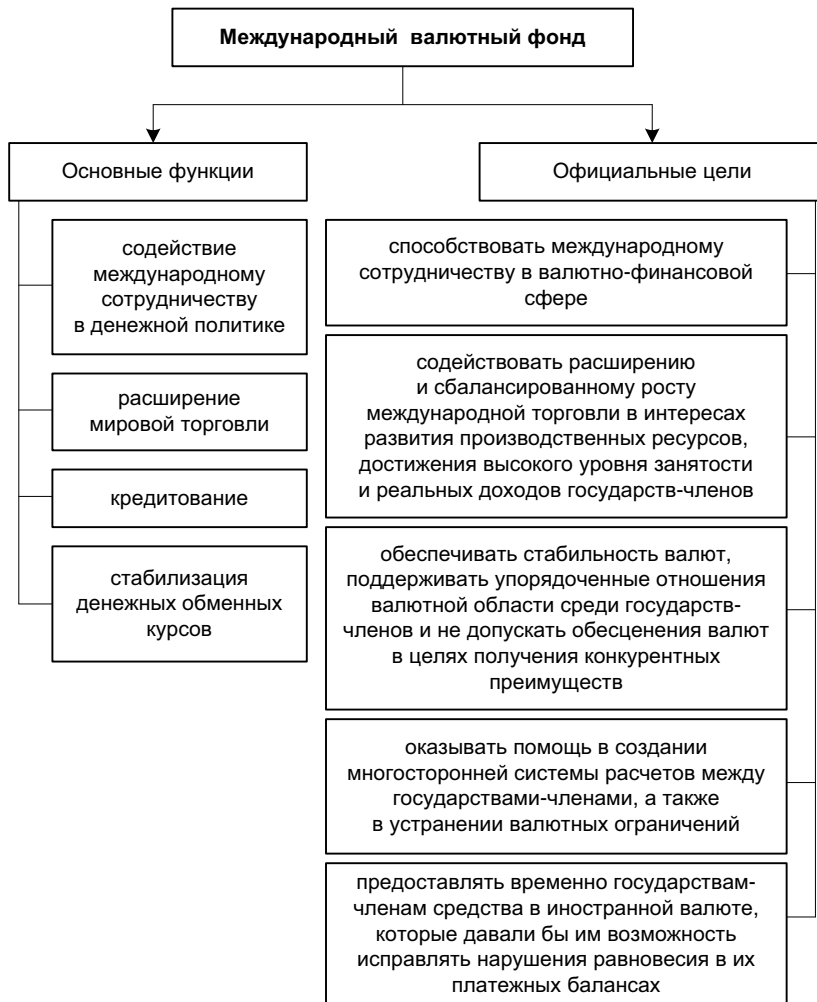 Международный валютный фонд
Основные функции
содействие
международному
сотрудничеству
в денежной политике
расширение
мировой торговли
кредитование
стабилизация
денежных обменных
курсов
Официальные цели
способствовать международному
сотрудничеству в валютно-финансовой
сфере
содействовать расширению
и сбалансированному росту
международной торговли в интересах
развития производственных ресурсов,
достижения высокого уровня занятости
и реальных доходов государств-членов
обеспечивать стабильность валют,
поддерживать упорядоченные отношения
валютной области среди государств-
членов и не допускать обесценения валют
в целях получения конкурентных
преимуществ
оказывать помощь в создании
многосторонней системы расчетов между
государствами-членами, а также
в устранении валютных ограничений
предоставлять временно государствам-
членам средства в иностранной валюте,
которые давали бы им возможность
исправлять нарушения равновесия в их
платежных балансах